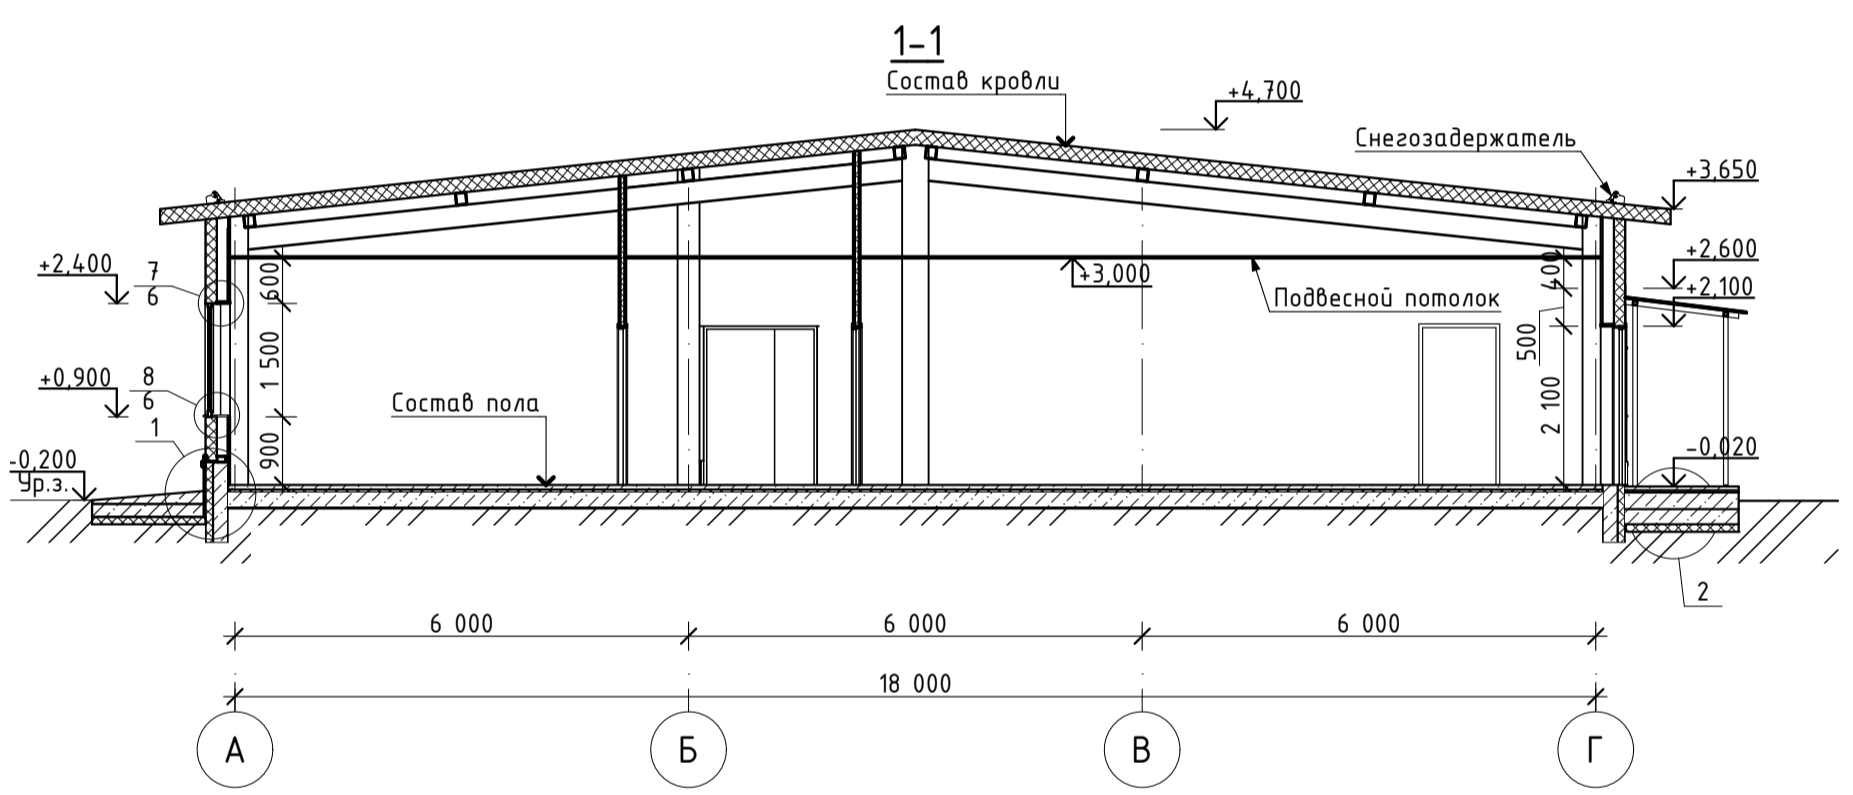 1-1
Состав кровли
+4,700
Снегозадержатель
+3,650
+2,400
7
6
600
+3,000
400
+2,600
Подвесной потолок
+2,100
1 500
500
+0,900
8
6
Состав пола
2 100
1
900
-0,200
Ур.з.
-0,020
2
6 000
6 000
6 000
18 000
А
Б
В
Г